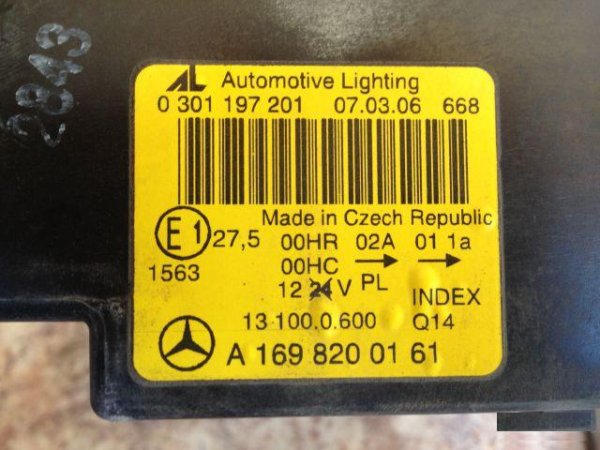 2843
AL Automotive Lighting
0 301 197 201 07.03.06 668
Made in Czech Republic
E1 27,5 00HR 02A 01 1a
1563 00HC → →
12 24 V PL INDEX
13 100.0.600 Q14
A 169 820 01 61